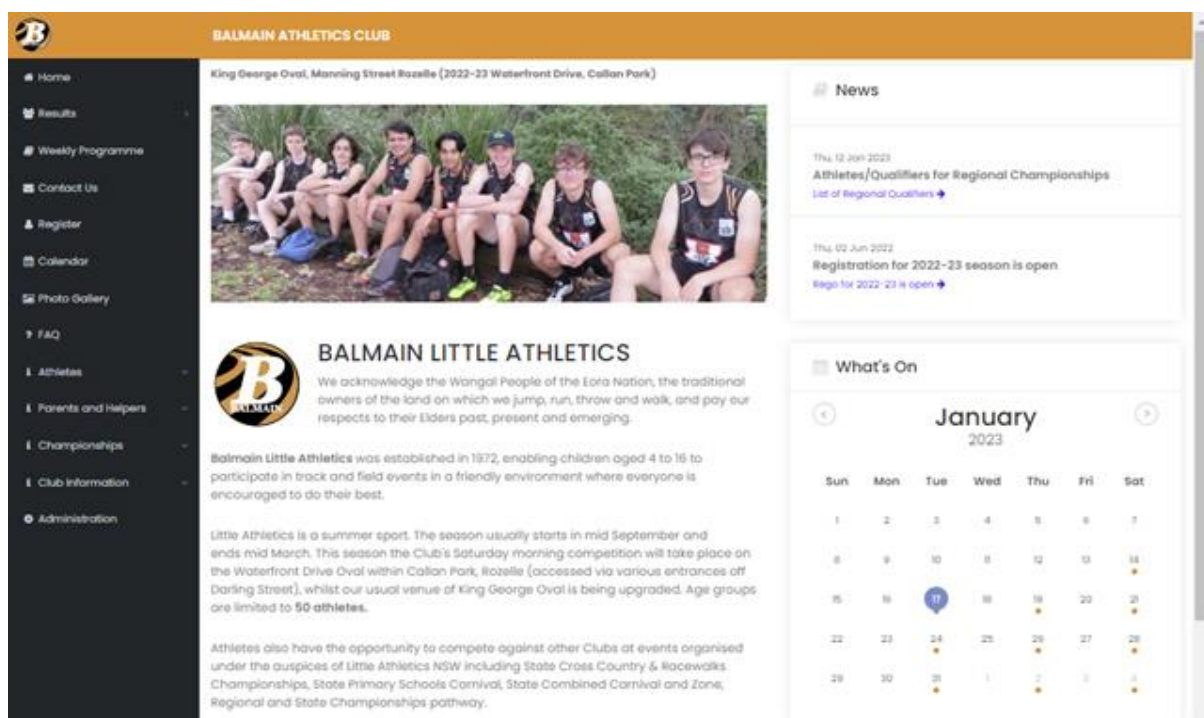 B
BALMAIN ATHLETICS CLUB
Home
Results
Weekly Programme
Contact Us
Register
Calendar
Photo Gallery
? FAQ
Athletes
Parents and Helpers
Championships
Club Information
Administration
King George Oval, Manning Street Rozelle (2022-23 Waterfront Drive, Callan Park)
B
BALMAIN
BALMAIN LITTLE ATHLETICS
We acknowledge the Wangal People of the Eora Nation, the traditional
owners of the land on which we jump, run, throw and walk, and pay our
respects to their Elders past, present and emerging.
Balmain Little Athletics was established in 1972, enabling children aged 4 to 16 to
participate in track and field events in a friendly environment where everyone is
encouraged to do their best.
Little Athletics is a summer sport. The season usually starts in mid September and
ends mid March. This season the Club's Saturday morning competition will take place on
the Waterfront Drive Oval within Callan Park, Rozelle (accessed via various entrances off
Darling Street), whilst our usual venue of King George Oval is being upgraded. Age groups
are limited to 50 athletes.
Athletes also have the opportunity to compete against other Clubs at events organised
under the auspices of Little Athletics NSW including State Cross Country & Racewalks
Championships, State Primary Schools Carnival, State Combined Carnival and Zone,
Regional and State Championships pathway.
News
Thu, 12 Jan 2023
Athletes/Qualifiers for Regional Championships
List of Regional Qualifiers →
Thu, 02 Jun 2022
Registration for 2022-23 season is open
Rego for 2022-23 is open →
What's On
January
2023
Sun Mon Tue Wed Thu Fri Sat
1 2 3 4 5 6 7
8 9 10 11 12 13 14
15 16 17 18 19 20 21
22 23 24 25 26 27 28
29 30 31 1 2 3 4